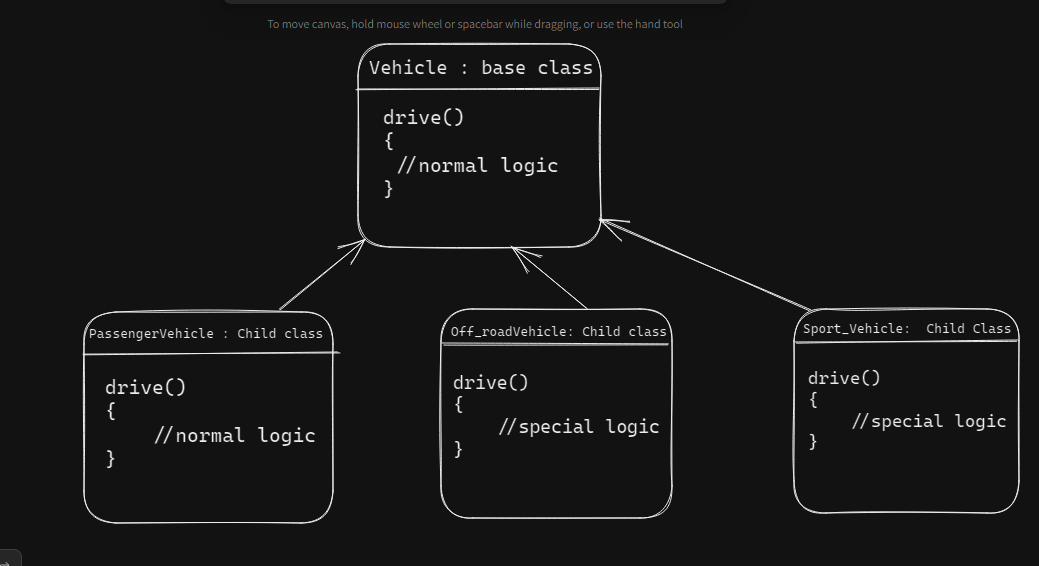 To move canvas, hold mouse wheel or spacebar while dragging, or use the hand tool
Vehicle : base class
drive()
{
//normal logic
}
PassengerVehicle : Child class
drive()
{
//normal logic
}
Off_roadVehicle: Child class
drive()
{
//special logic
}
Sport_Vehicle: Child Class
drive()
{
//special logic
}